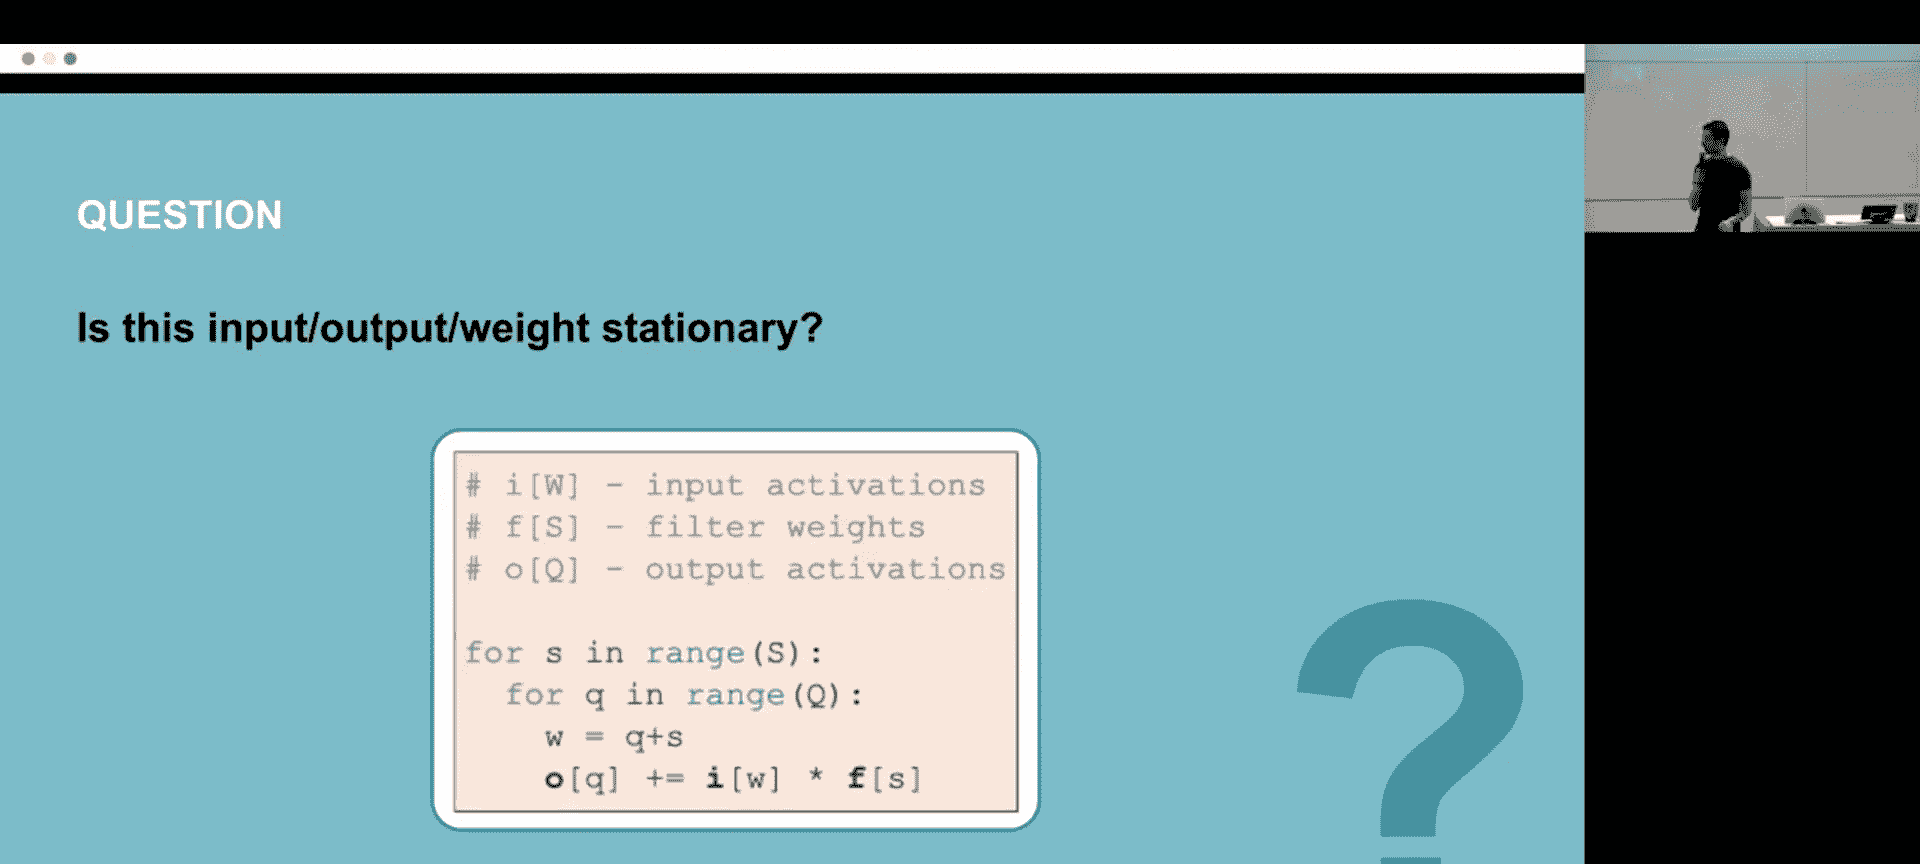 QUESTION
Is this input/output/weight stationary?
# i[W] - input activations
# f[S] - filter weights
# o[Q] - output activations
for s in range(S):
for q in range(Q):
w = q+s
o[q] += i[w] * f[s]
?